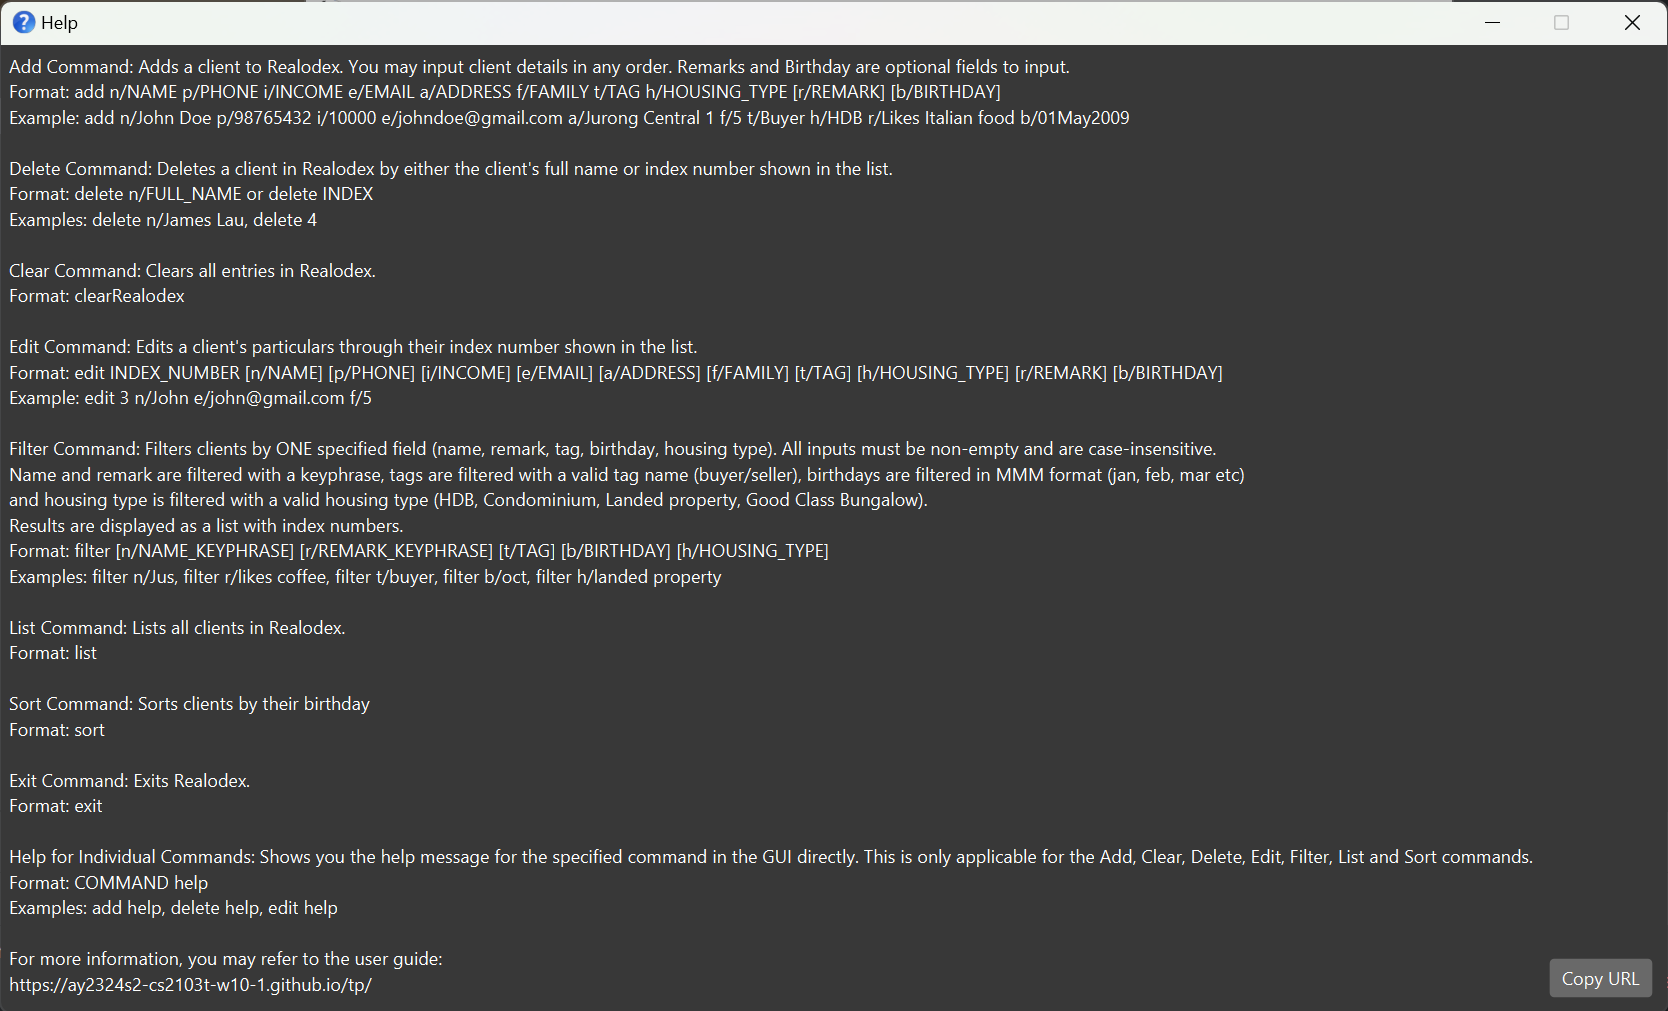 Help
Add Command: Adds a client to Realodex. You may input client details in any order. Remarks and Birthday are optional fields to input.
Format: add n/NAME p/PHONE i/INCOME e/EMAIL a/ADDRESS f/FAMILY t/TAG h/HOUSING_TYPE [r/REMARK] [b/BIRTHDAY]
Example: add n/John Doe p/98765432 i/10000 e/johndoe@gmail.com a/Jurong Central 1 f/5 t/Buyer h/HDB r/Likes Italian food b/01May2009
Delete Command: Deletes a client in Realodex by either the client's full name or index number shown in the list.
Format: delete n/FULL_NAME or delete INDEX
Examples: delete n/James Lau, delete 4
Clear Command: Clears all entries in Realodex.
Format: clearRealodex
Edit Command: Edits a client's particulars through their index number shown in the list.
Format: edit INDEX_NUMBER [n/NAME] [p/PHONE] [i/INCOME] [e/EMAIL] [a/ADDRESS] [f/FAMILY] [t/TAG] [h/HOUSING_TYPE] [r/REMARK] [b/BIRTHDAY]
Example: edit 3 n/John e/john@gmail.com f/5
Filter Command: Filters clients by ONE specified field (name, remark, tag, birthday, housing type). All inputs must be non-empty and are case-insensitive.
Name and remark are filtered with a keyphrase, tags are filtered with a valid tag name (buyer/seller), birthdays are filtered in MMM format (jan, feb, mar etc)
and housing type is filtered with a valid housing type (HDB, Condominium, Landed property, Good Class Bungalow).
Results are displayed as a list with index numbers.
Format: filter [n/NAME_KEYPHRASE] [r/REMARK_KEYPHRASE] [t/TAG] [b/BIRTHDAY] [h/HOUSING_TYPE]
Examples: filter n/Jus, filter r/likes coffee, filter t/buyer, filter b/oct, filter h/landed property
List Command: Lists all clients in Realodex.
Format: list
Sort Command: Sorts clients by their birthday
Format: sort
Exit Command: Exits Realodex.
Format: exit
Help for Individual Commands: Shows you the help message for the specified command in the GUI directly. This is only applicable for the Add, Clear, Delete, Edit, Filter, List and Sort commands.
Format: COMMAND help
Examples: add help, delete help, edit help
For more information, you may refer to the user guide:
https://ay2324s2-cs2103t-w10-1.github.io/tp/
Copy URL